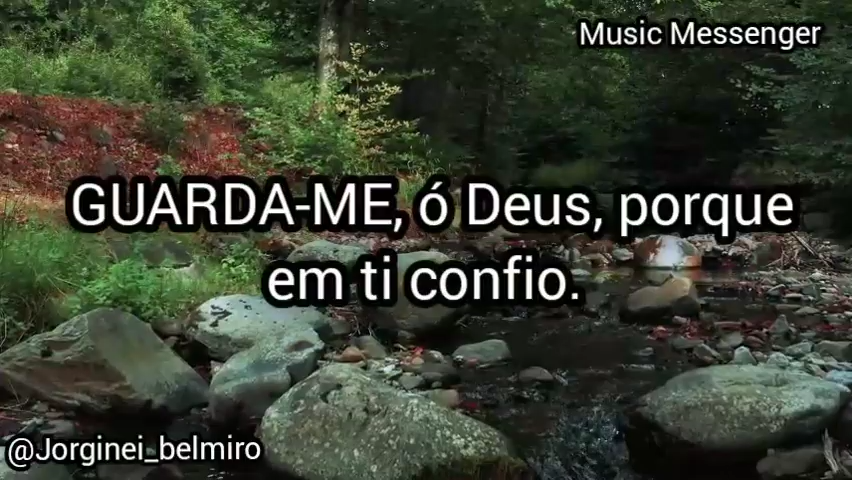 Music Messenger
GUARDA-ME, ó Deus, porque
em ti confio.
@Jorginei_belmiro